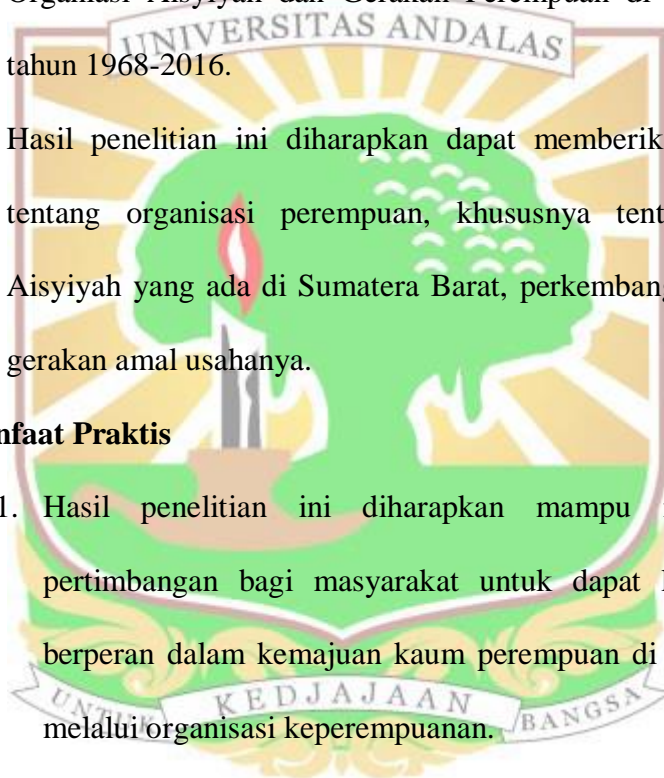 Organisasi Aisyiyah dan Gerakan Perempuan di
UNIVERSITAS ANDALAS
tahun 1968-2016.
Hasil penelitian ini diharapkan dapat memberik
tentang organisasi perempuan, khususnya tent
Aisyiyah yang ada di Sumatera Barat, perkembang
gerakan amal usahanya.
nfaat Praktis
1. Hasil penelitian ini diharapkan mampu
pertimbangan bagi masyarakat untuk dapat
berperan dalam kemajuan kaum perempuan di
UNTUK KEDJAJAAN BANGSA
melalui organisasi keperempuanan.